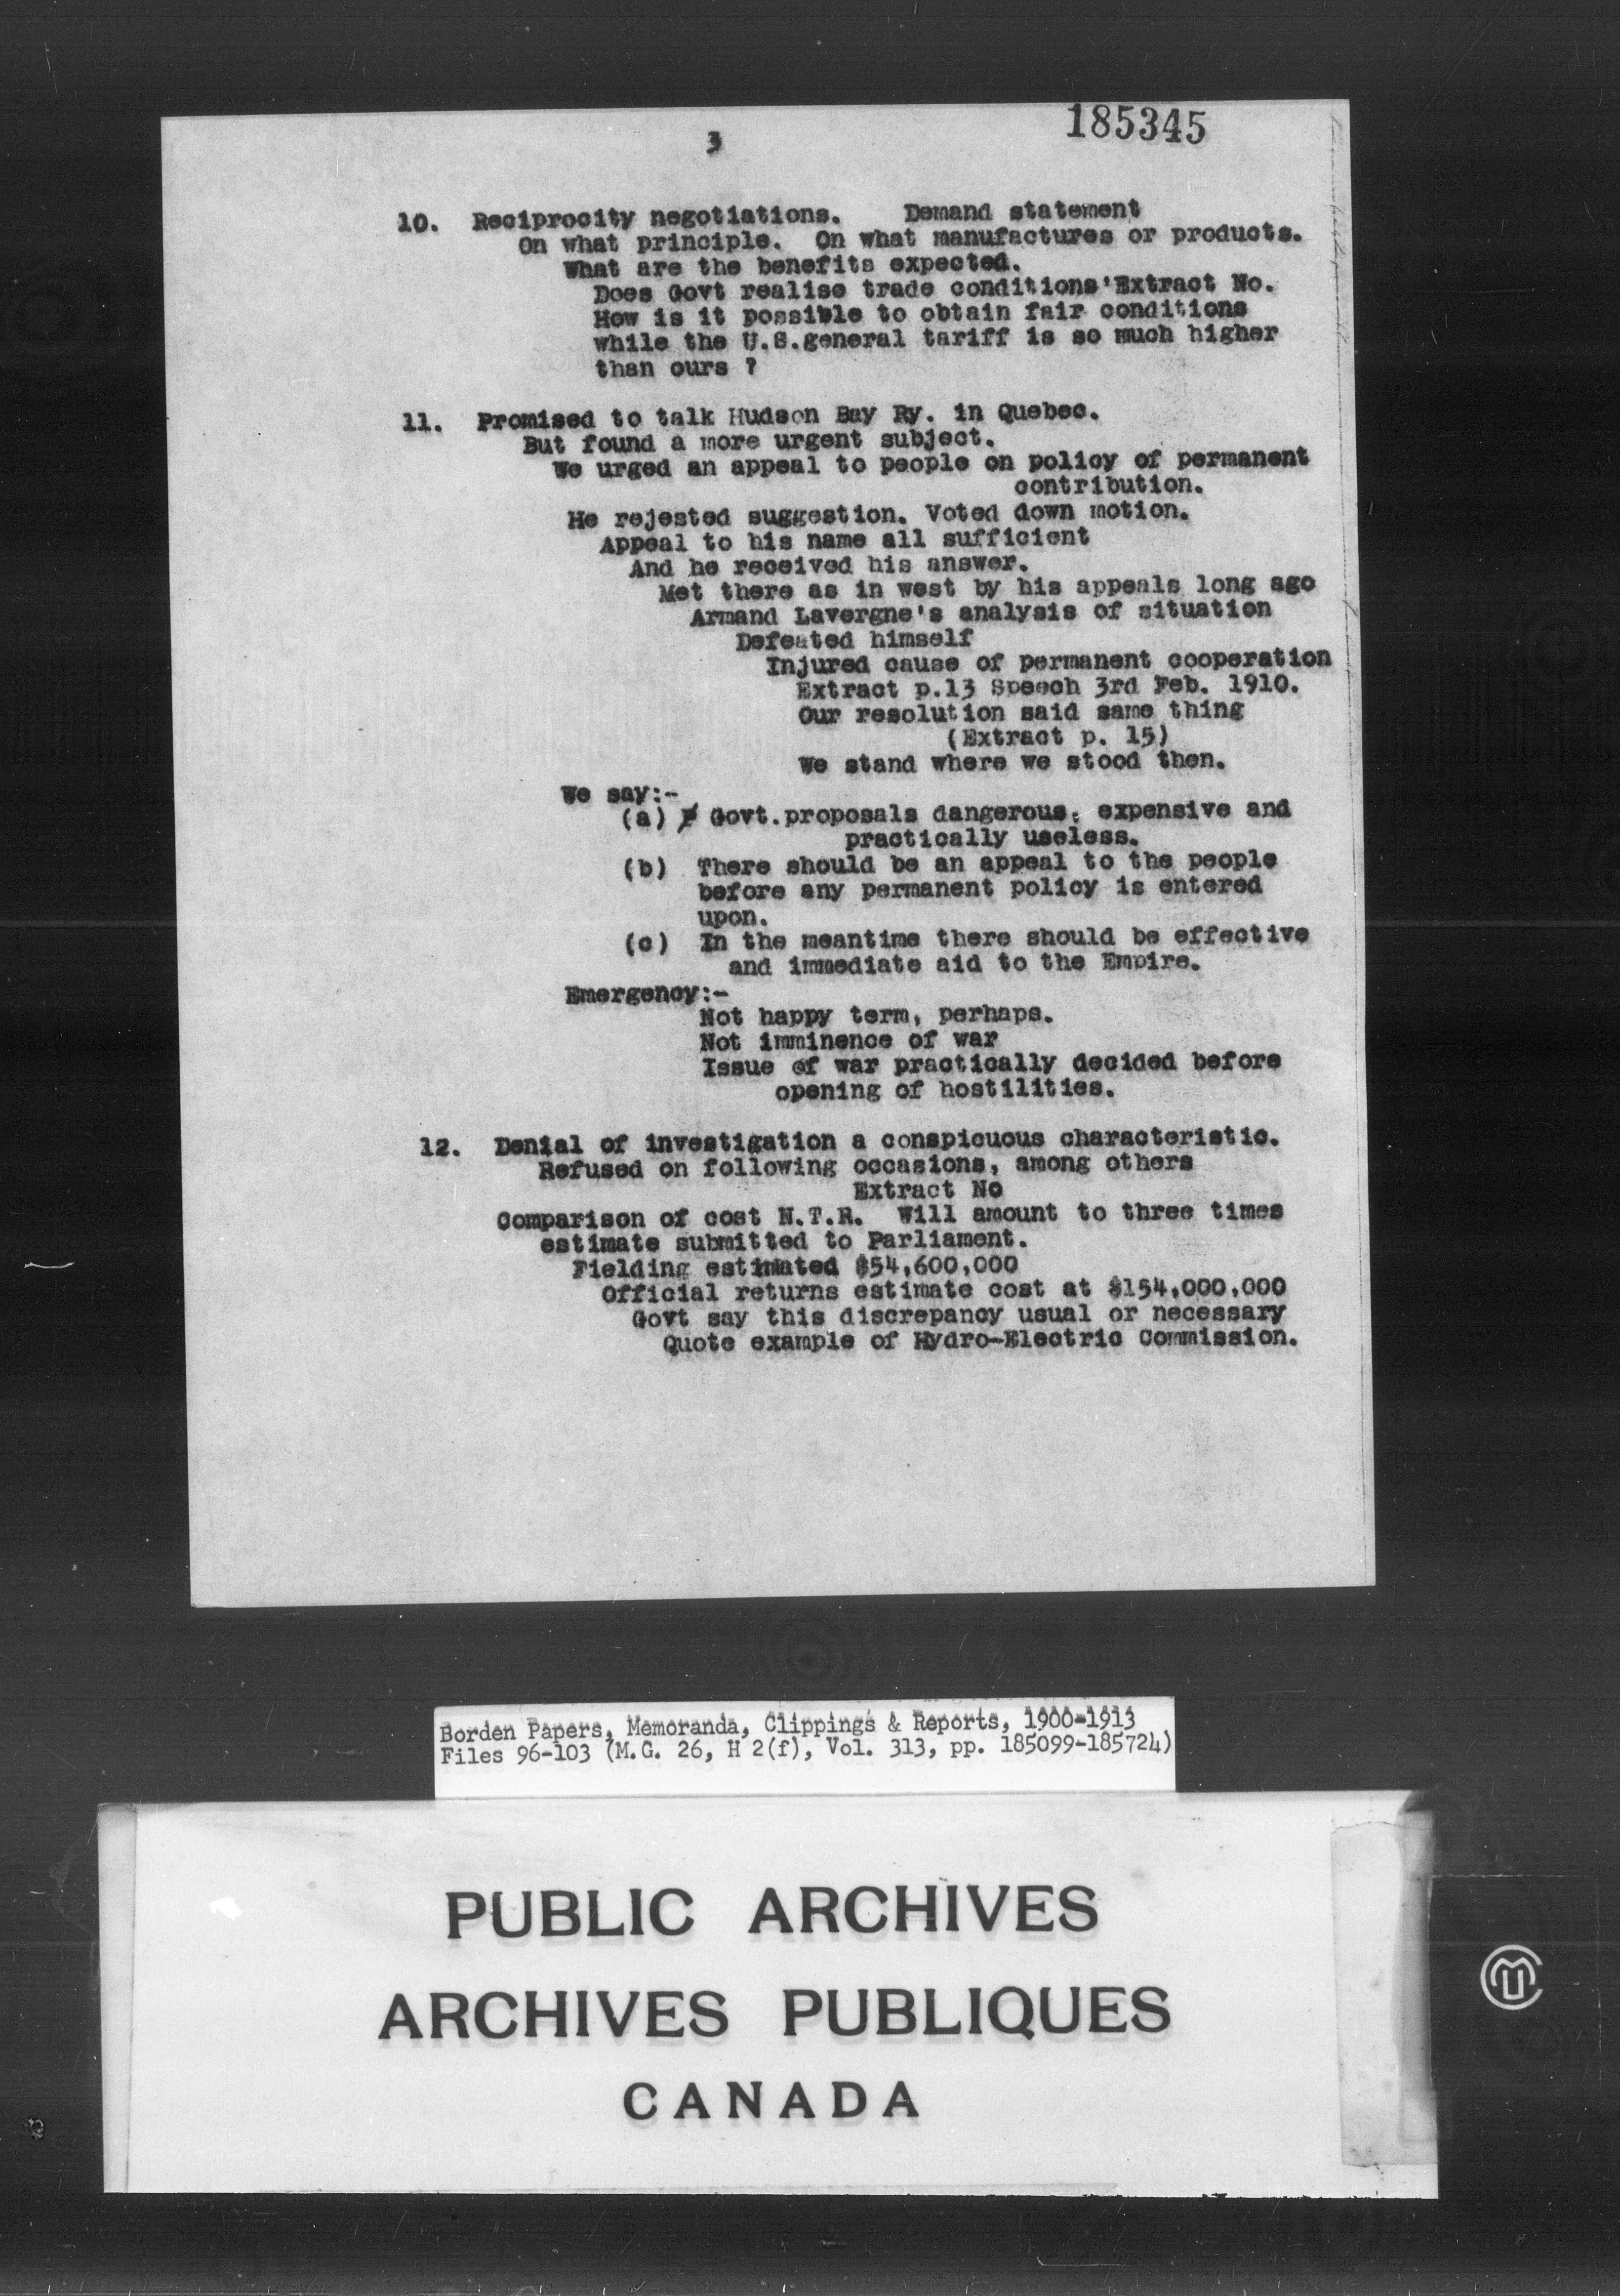 185345
3
10. Reciprocity negotiations. Demand statement
On what principle. On what manufactures or products.
What are the benefits expected.
Does Govt realise trade conditions'Extract No.
How is it possible to obtain fair conditions
while the U.S.general tariff is so much higher
than ours ?
11. Promised to talk Hudson Bay Ry. in Quebec.
But found a more urgent subject.
We urged an appeal to people on policy of permanent
contribution.
He rejested suggestion. Voted down motion.
Appeal to his name all sufficient
And he received his answer.
Met there as in west by his appeals long ago
Armand Lavergne's analysis of situation
Defeated himself
Injured cause of permanent cooperation
Extract p.13 Speech 3rd Feb. 1910.
Our resolution said same thing
(Extract p. 15)
We stand where we stood then.
We say:-
(a) Govt.proposals dangerous, expensive and
practically useless.
(b) There should be an appeal to the people
before any permanent policy is entered
upon.
(c) In the meantime there should be effective
and immediate aid to the Empire.
Emergency:-
Not happy term, perhaps.
Not imminence of war
Issue of war practically decided before
opening of hostilities.
12. Denial of investigation a conspicuous characteristic.
Refused on following occasions, among others
Extract No
Comparison of cost N.T.R. Will amount to three times
estimate submitted to Parliament.
Fielding estimated $54,600,000
Official returns estimate cost at $154,000,000
Govt say this discrepancy usual or necessary
Quote example of Hydro-Electric Commission.
Borden Papers, Memoranda, Clippings & Reports, 1900-1913
Files 96-103 (M.G. 26, H 2(f), Vol. 313, pp. 185099-185724)
PUBLIC ARCHIVES
ARCHIVES PUBLIQUES
CANADA